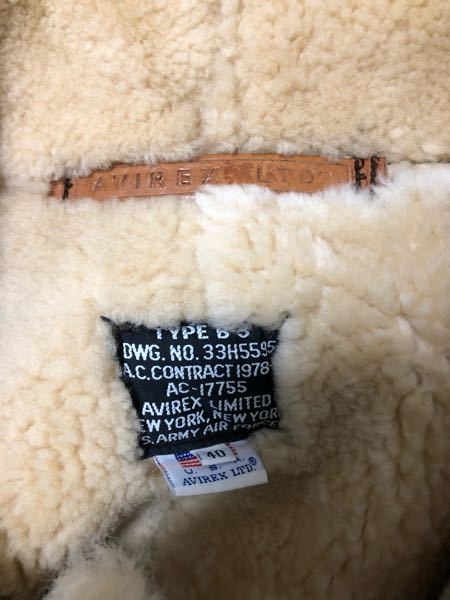 AVIREX LTD
TYPE B-3
DWG. NO. 33H5595
A.C. CONTRACT 1978-
AC-17755
AVIREX LIMITED
NEW YORK, NEW YORK
U.S. ARMY AIR FORCE
40
U. S.
AVIREX LTD.®